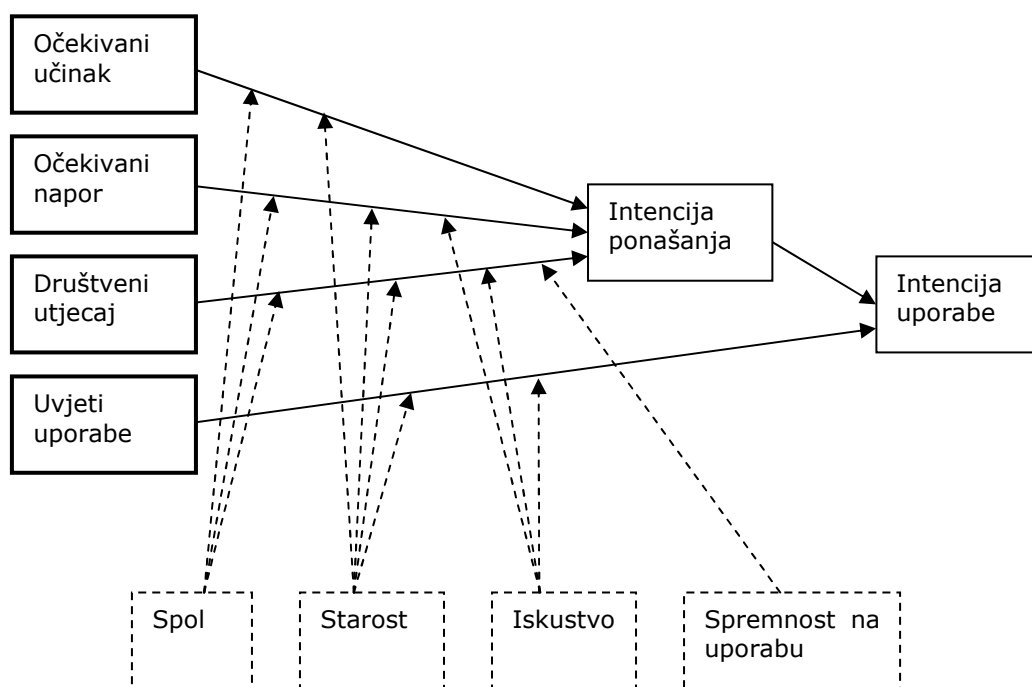 Očekivani
učinak
Očekivani
napor
Društveni
utjecaj
Uvjeti
uporabe
Intencija
ponašanja
Intencija
uporabe
Spol
Starost
Iskustvo
Spremnost na
uporabu